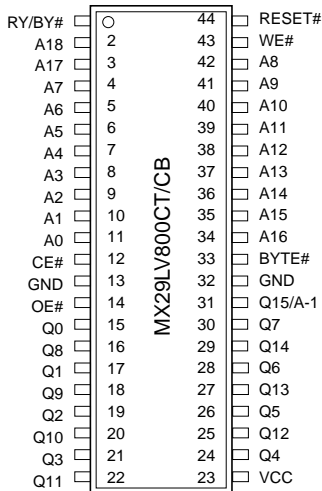 RY/BY# 44 RESET#
A18 2 43 WE#
A17 3 42 A8
A7 4 41 A9
A6 5 40 A10
A5 6 39 A11
A4 7 38 A12
A3 8 37 A13
A2 9 36 A14
A1 10 35 A15
A0 11 34 A16
CE# 12 33 BYTE#
GND 13 32 GND
OE# 14 31 Q15/A-1
Q0 15 30 Q7
Q8 16 29 Q14
Q1 17 28 Q6
Q9 18 27 Q13
Q2 19 26 Q5
Q10 20 25 Q12
Q3 21 24 Q4
Q11 22 23 VCC
MX29LV800CT/CB